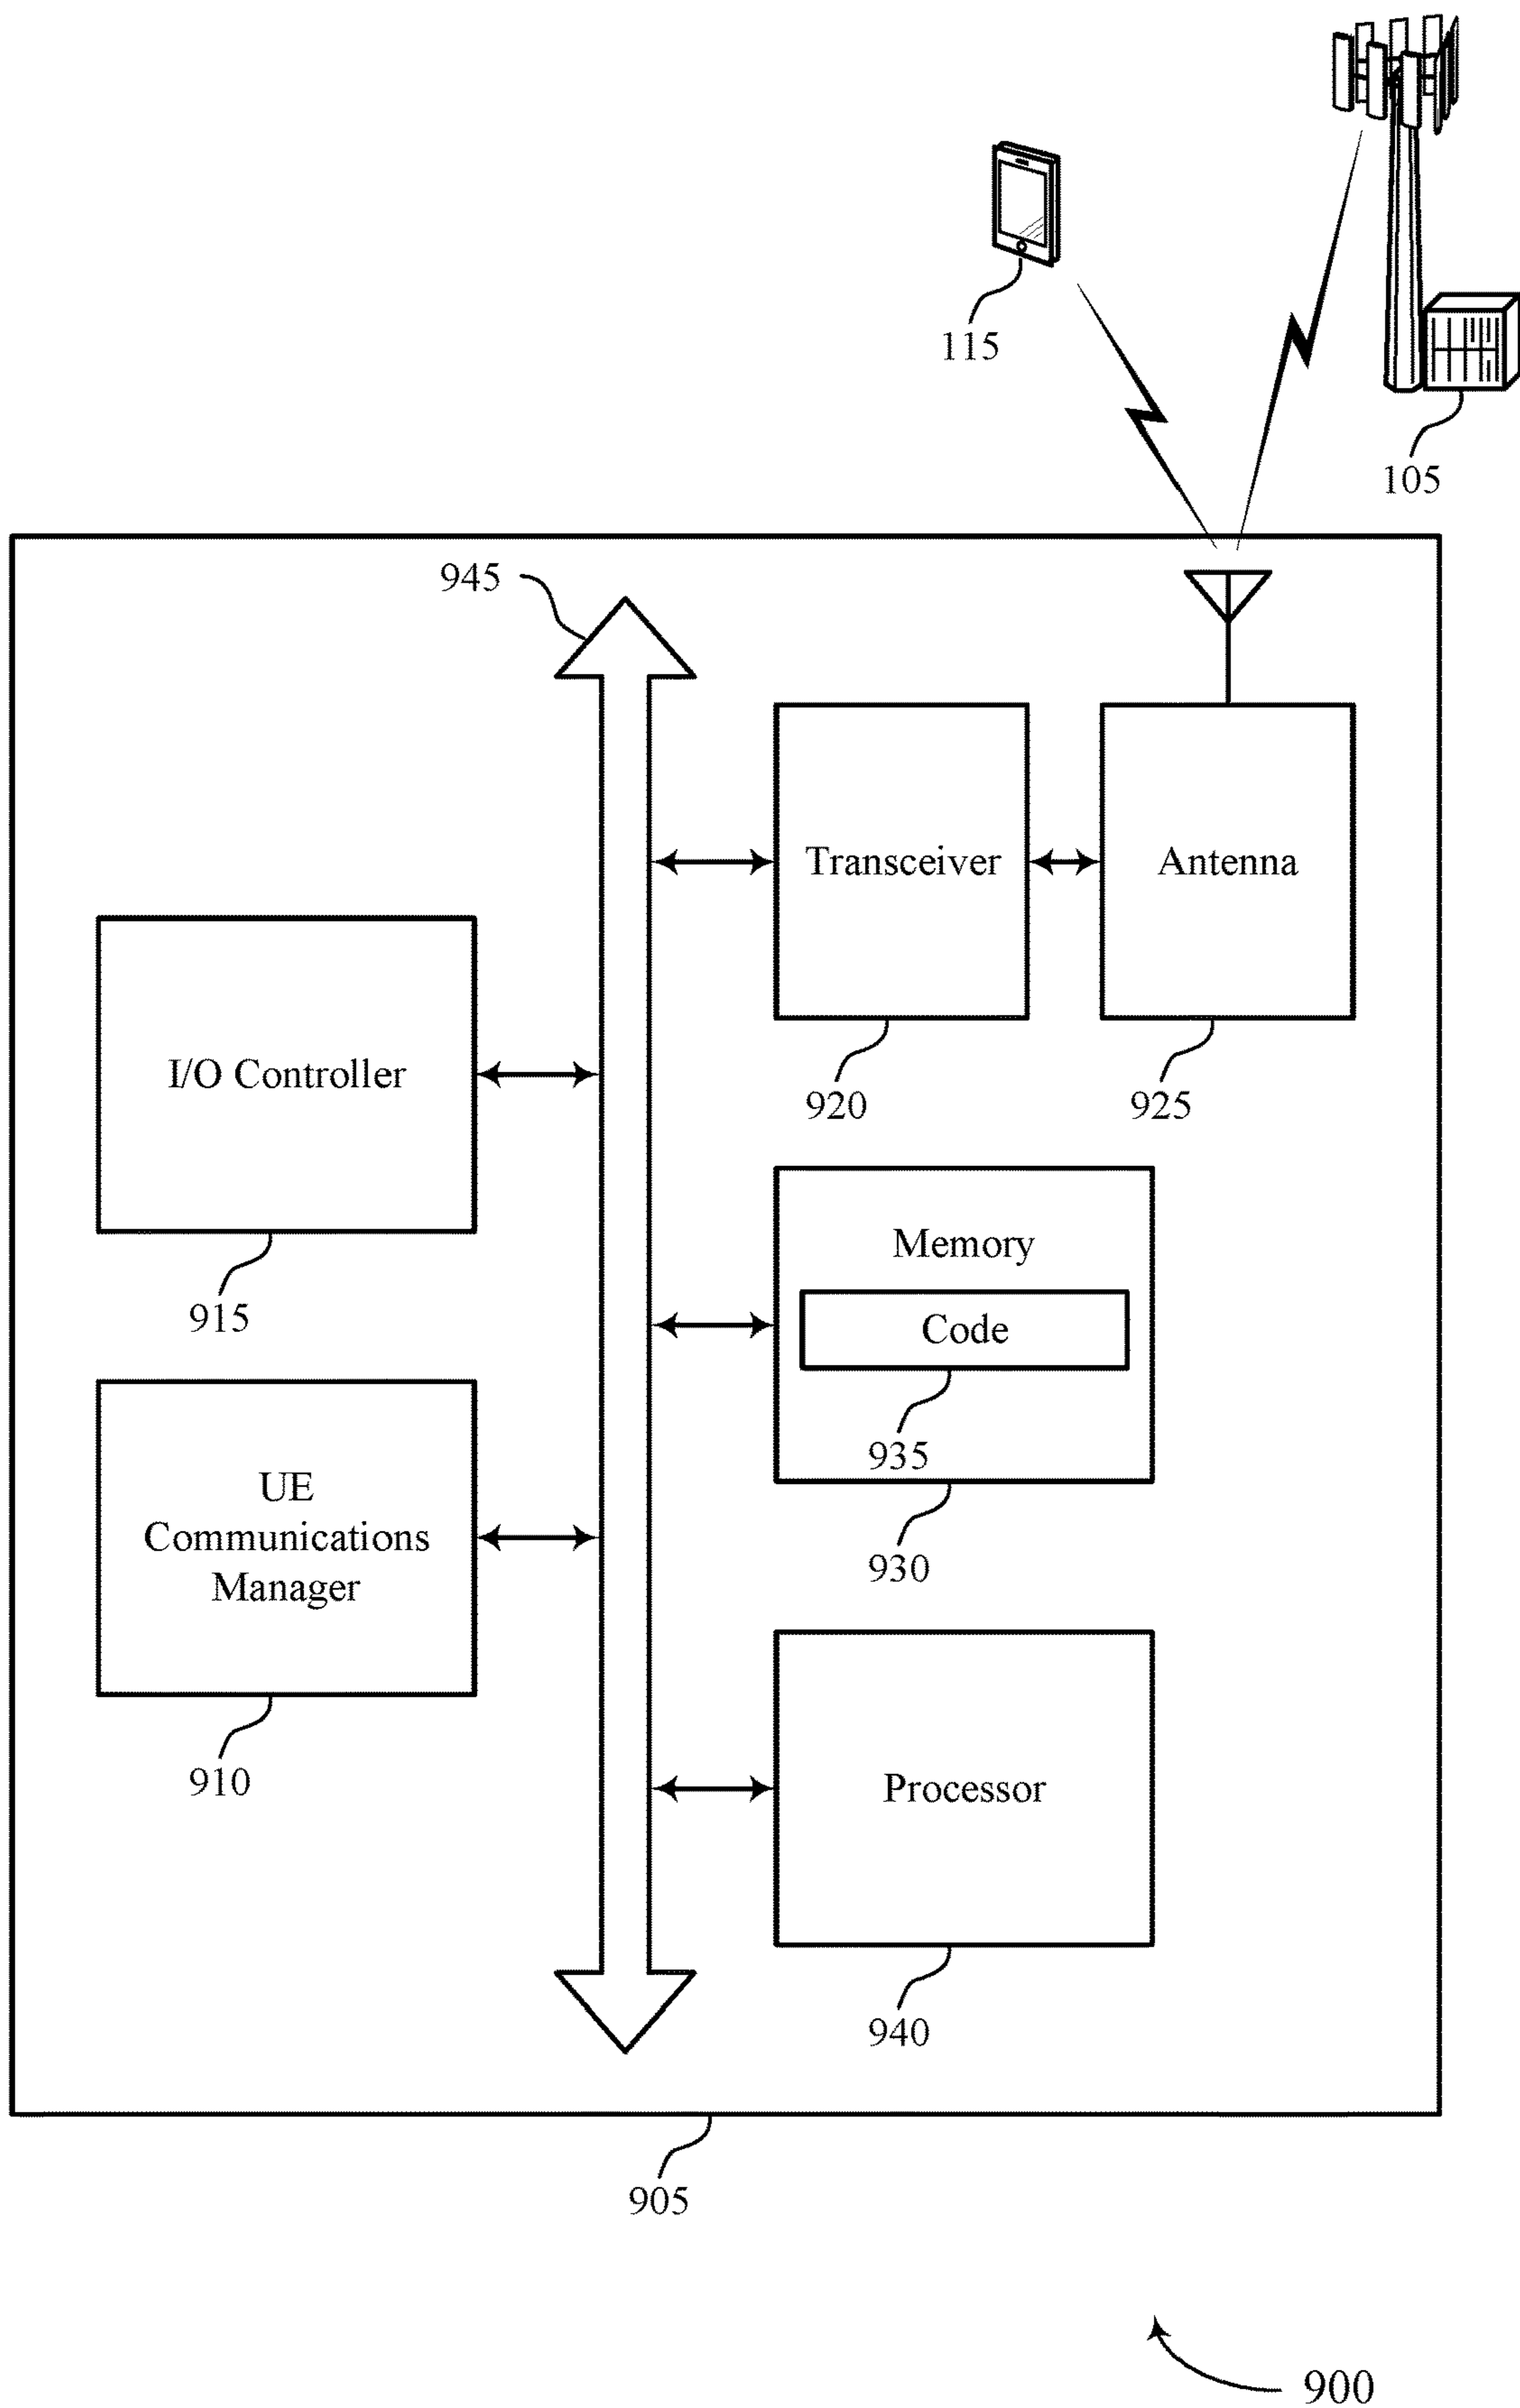 115
105
945
Transceiver
Antenna
I/O Controller
920
925
Memory
915
Code
935
UE
Communications
Manager
930
910
Processor
940
905
900